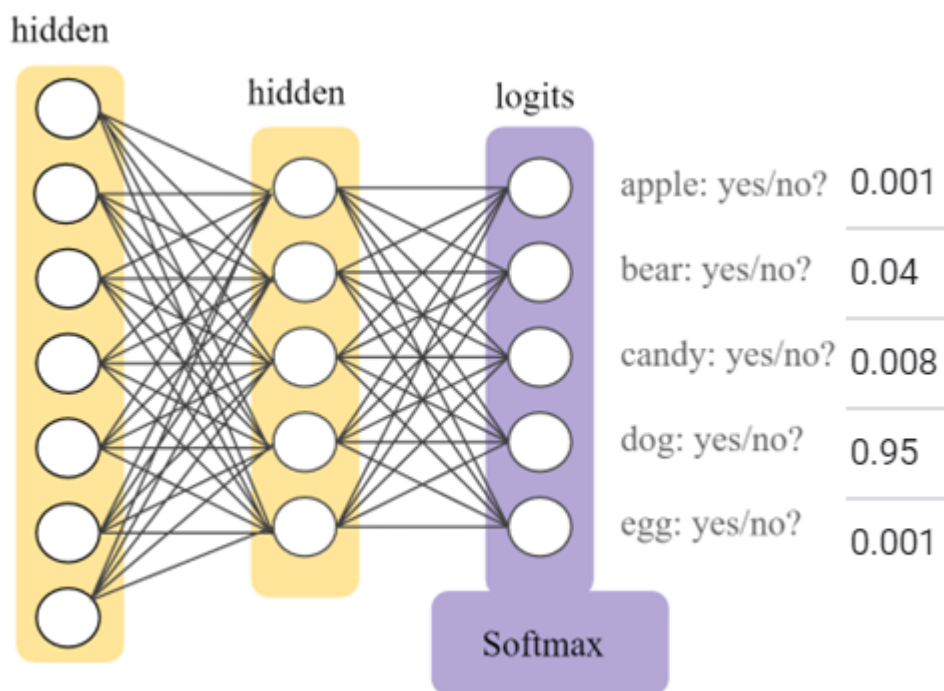 hidden
hidden
logits
apple: yes/no? 0.001
bear: yes/no? 0.04
candy: yes/no? 0.008
dog: yes/no? 0.95
egg: yes/no? 0.001
Softmax